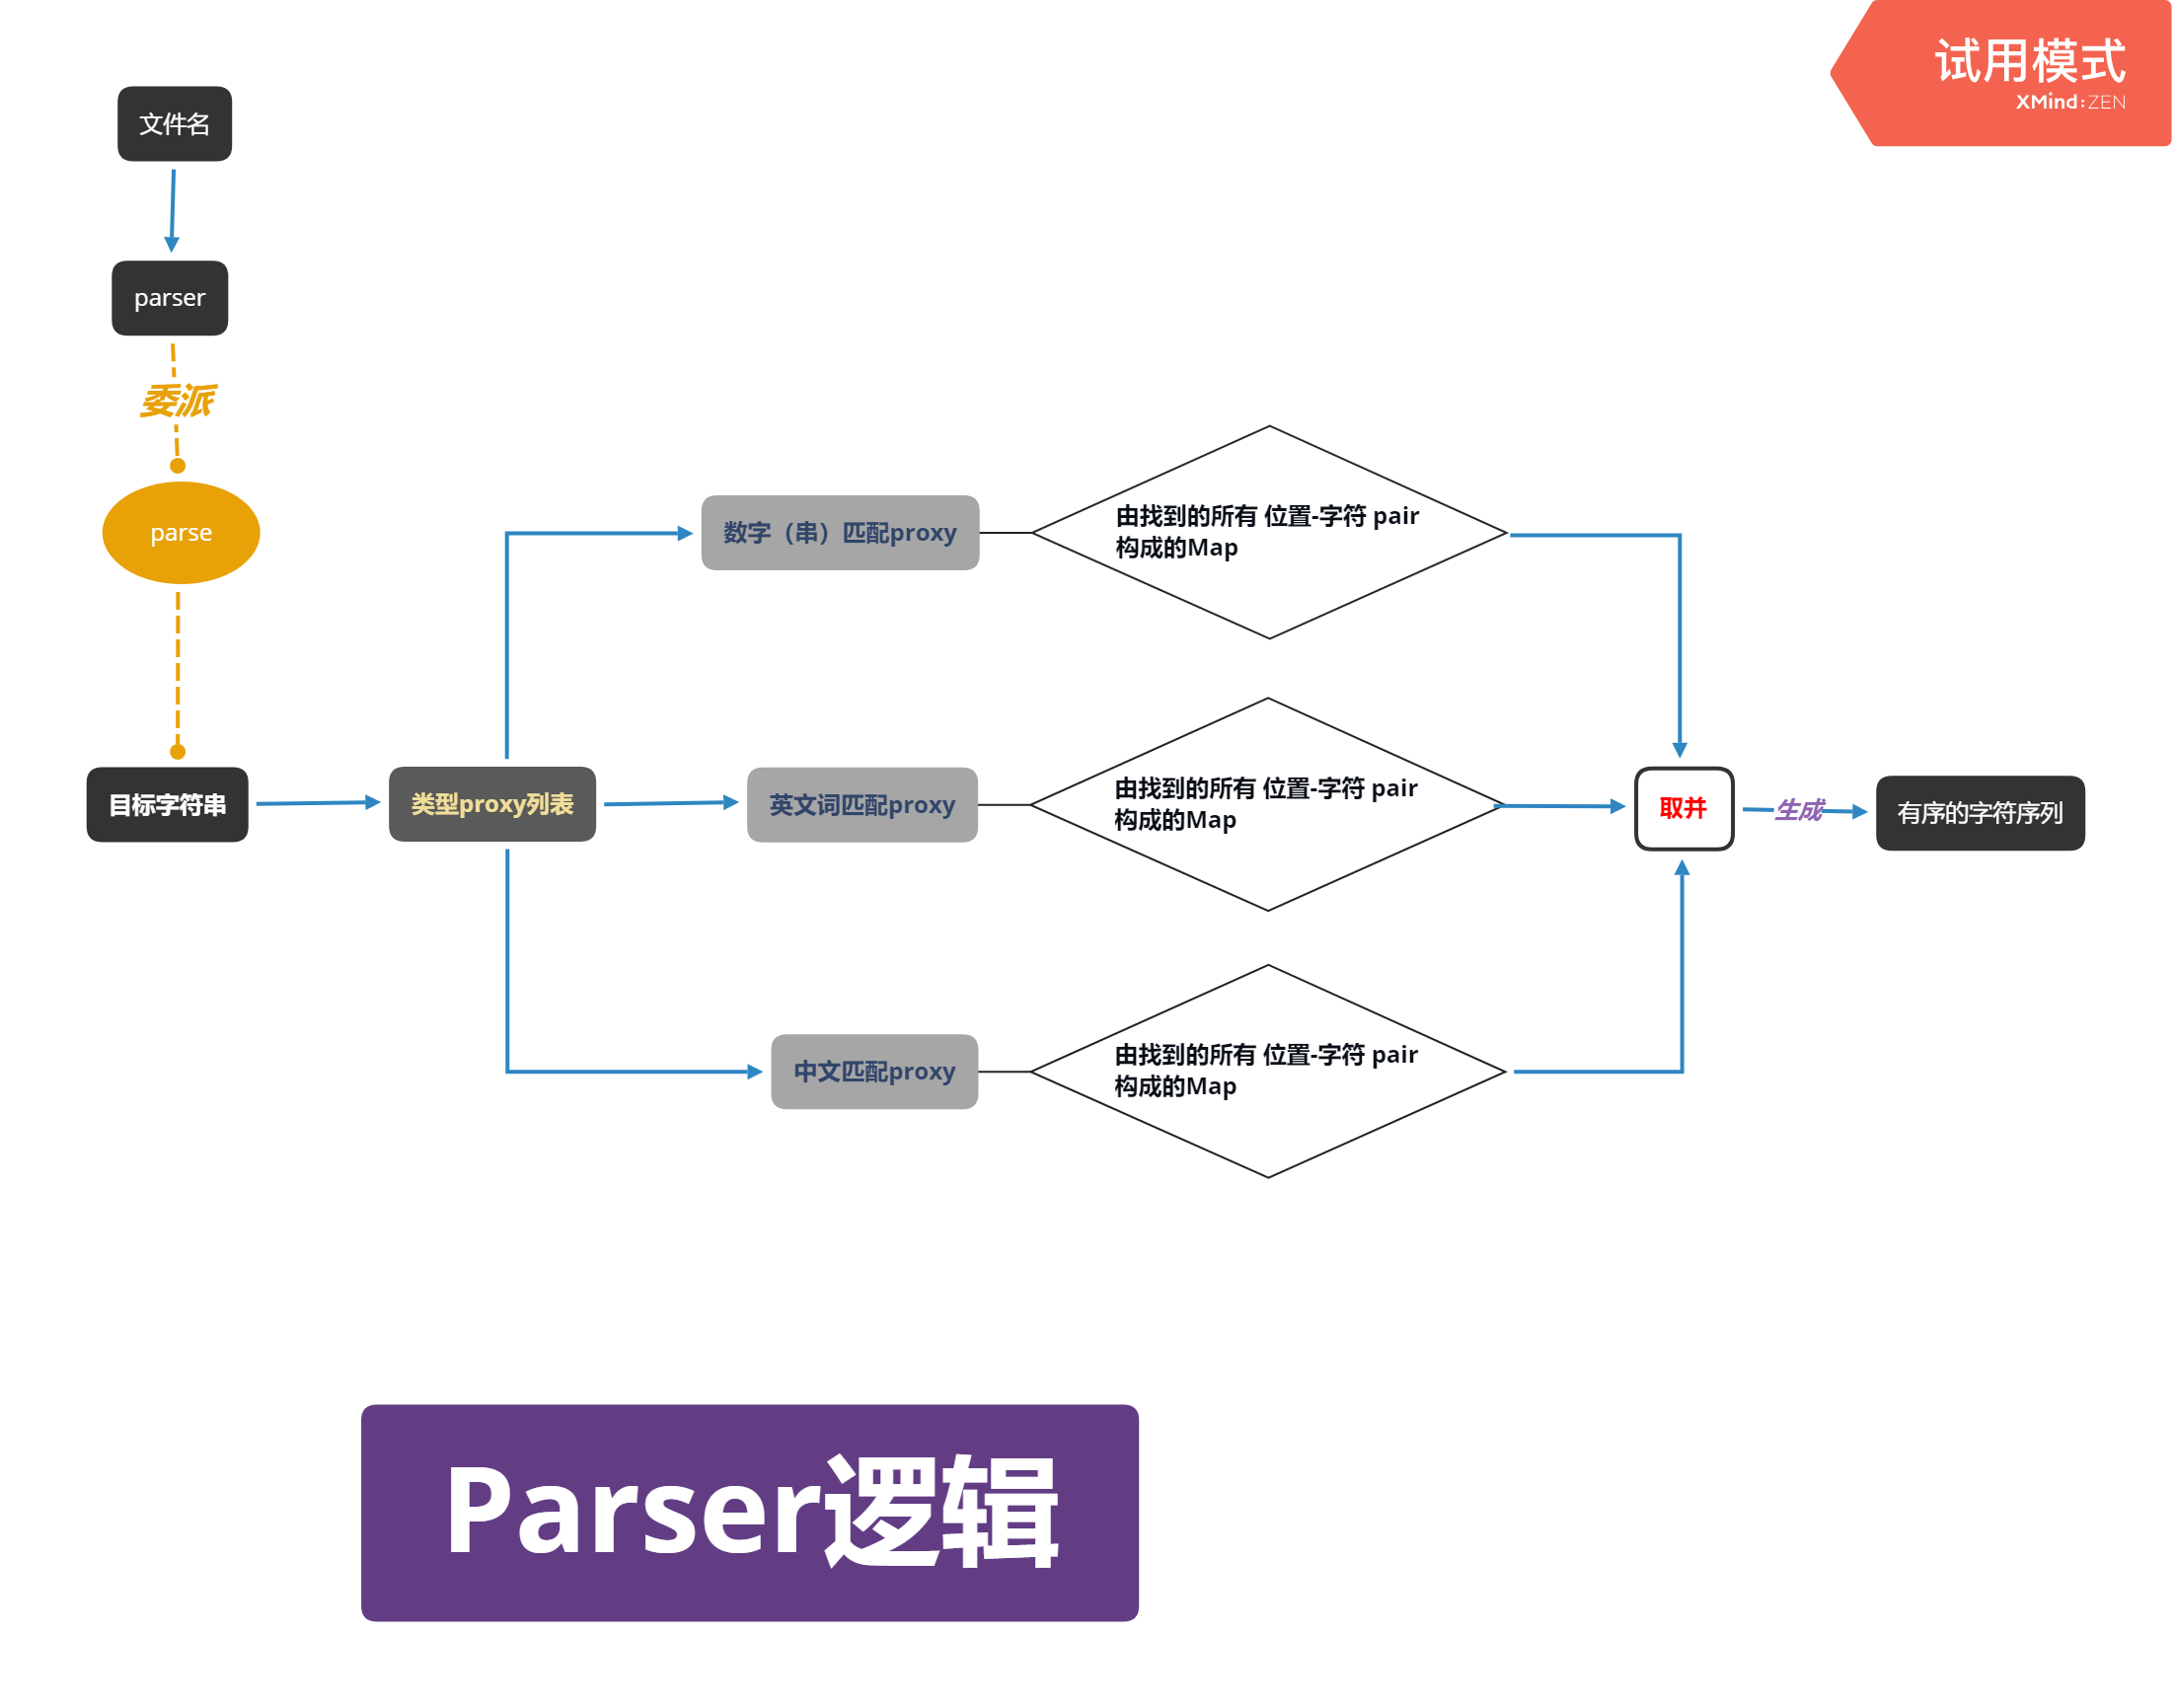 试用模式
XMind:ZEN
文件名
parser
委派
parse
目标字符串
类型proxy列表
数字（串）匹配proxy
由找到的所有 位置-字符 pair
构成的Map
英文词匹配proxy
由找到的所有 位置-字符 pair
构成的Map
中文匹配proxy
由找到的所有 位置-字符 pair
构成的Map
取并
生成
有序的字符序列
Parser逻辑